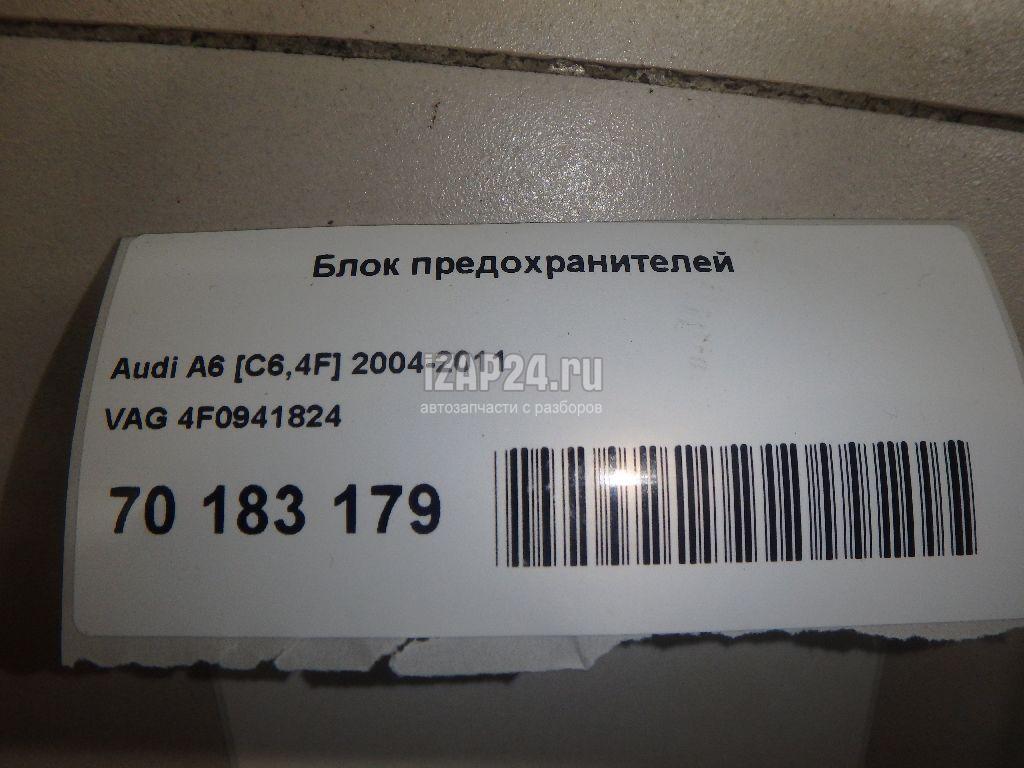 Блок предохранителей
Audi A6 [C6,4F] 2004-2011
iZAP24.ru
автозапчасти с разборов
VAG 4F0941824
70 183 179